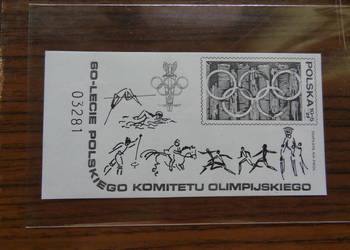 60-LECIE POLSKIEGO KOMITETU OLIMPIJSKIEGO
03281
POLSKA